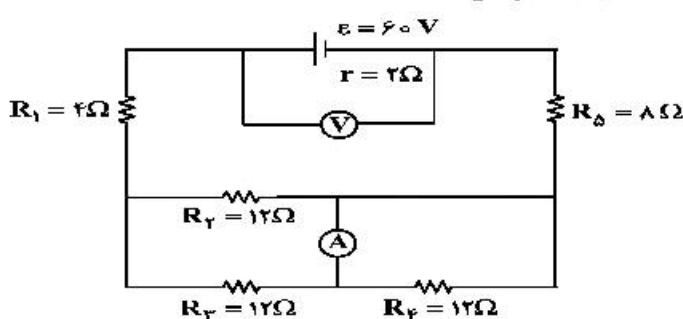 ε = ۶۰ V
r = ۲Ω
R۱ = ۴Ω
V
R۵ = ۸Ω
R۲ = ۱۲Ω
A
R۳ = ۱۲Ω
R۴ = ۱۲Ω